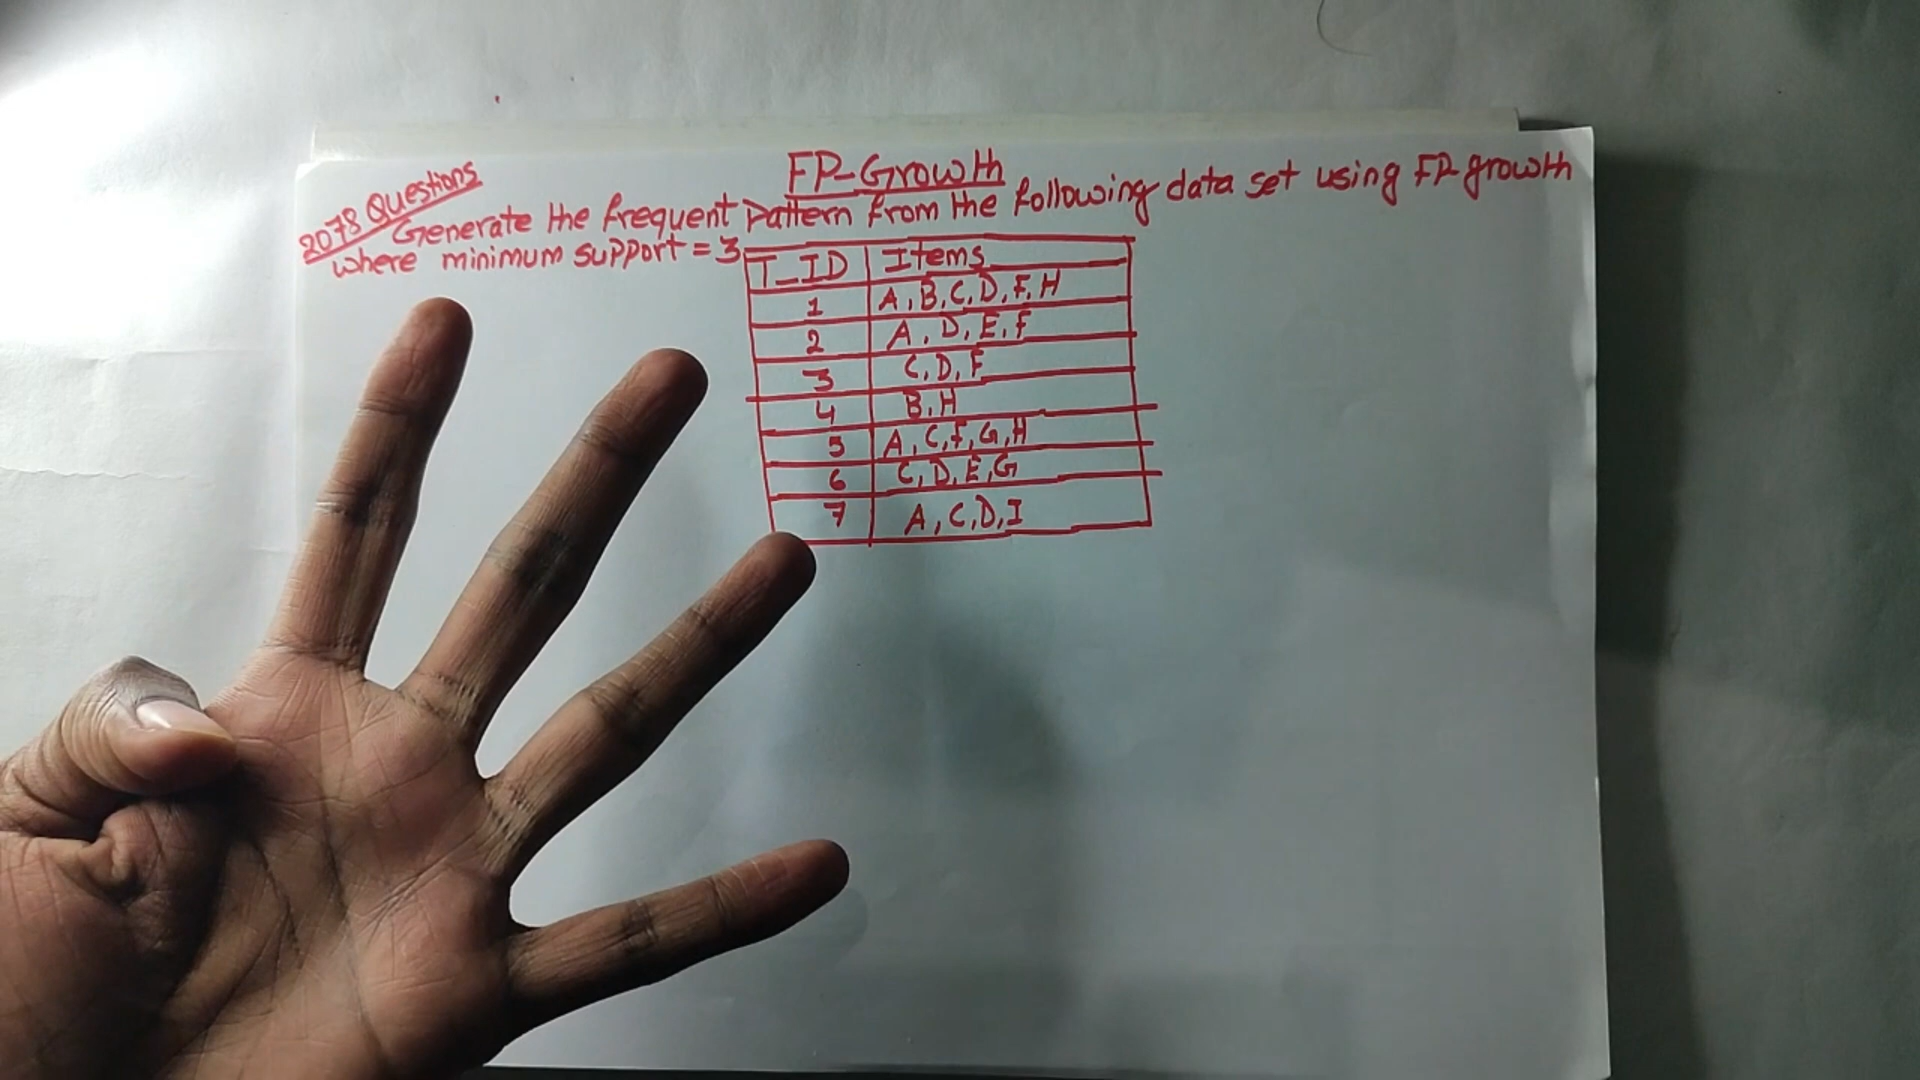 FP-Growth
2078 Questions
Generate the frequent pattern from the following data set using FP-growth
where minimum support = 3
T_ID Items
1 A, B, C, D, F, H
2 A, D, E, F
3 C, D, F
4 B, H
5 A, C, F, G, H
6 C, D, E, G
7 A, C, D, I